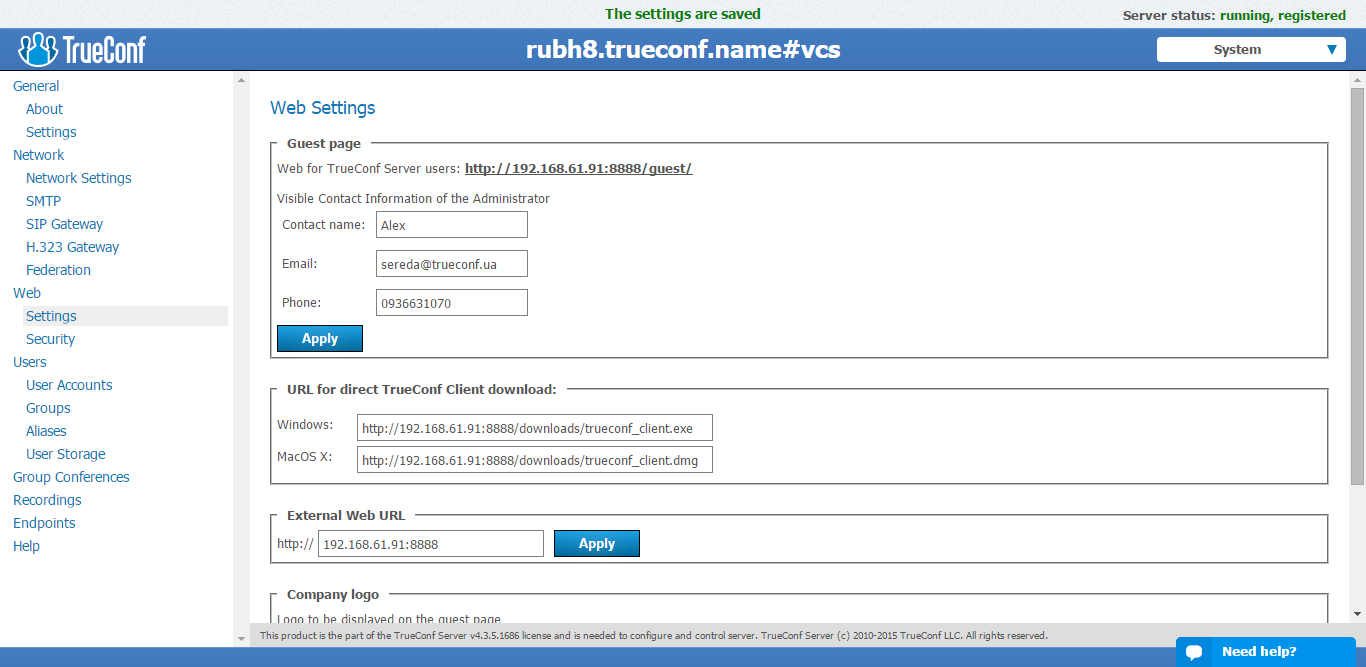 The settings are saved
Server status: running, registered
TrueConf
rubh8.trueconf.name#vcs
System
General
About
Settings
Network
Network Settings
SMTP
SIP Gateway
H.323 Gateway
Federation
Web
Settings
Security
Users
User Accounts
Groups
Aliases
User Storage
Group Conferences
Recordings
Endpoints
Help
Web Settings
Guest page
Web for TrueConf Server users: http://192.168.61.91:8888/guest/
Visible Contact Information of the Administrator
Contact name: Alex
Email: sereda@trueconf.ua
Phone: 0936631070
Apply
URL for direct TrueConf Client download:
Windows: http://192.168.61.91:8888/downloads/trueconf_client.exe
MacOS X: http://192.168.61.91:8888/downloads/trueconf_client.dmg
External Web URL
http:// 192.168.61.91:8888 Apply
Company logo
Logo to be displayed on the guest page
This product is the part of the TrueConf Server v4.3.5.1686 license and is needed to configure and control server. TrueConf Server (c) 2010-2015 TrueConf LLC. All rights reserved.
Need help?